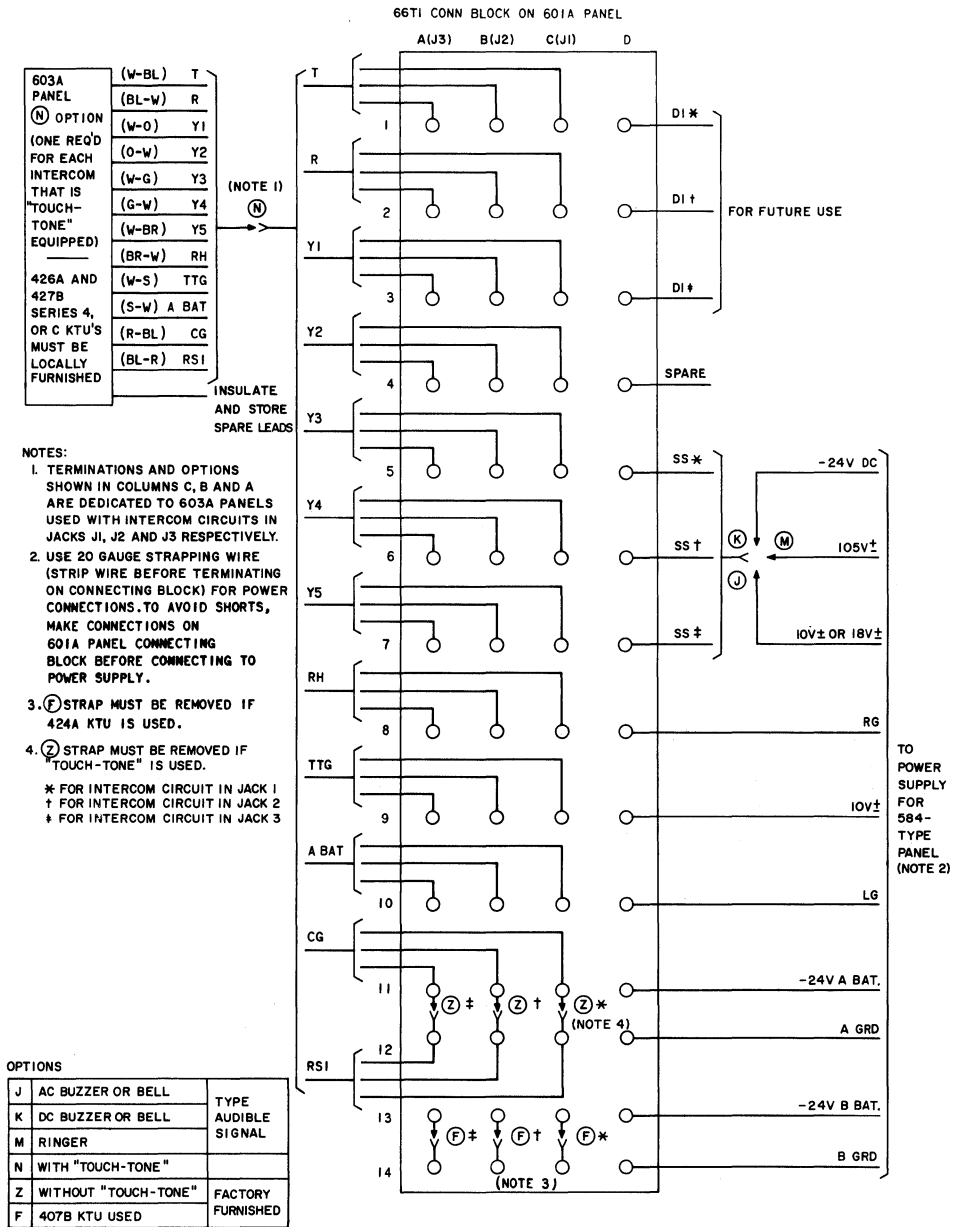 66T1 CONN BLOCK ON 601A PANEL
A(J3) B(J2) C(J1) D
603A
PANEL
(N) OPTION
(ONE REQ'D
FOR EACH
INTERCOM
THAT IS
"TOUCH-
TONE"
EQUIPPED)
426A AND
427B
SERIES 4,
OR C KTU'S
MUST BE
LOCALLY
FURNISHED
(W-BL) T
(BL-W) R
(W-O) Y1
(O-W) Y2
(W-G) Y3
(G-W) Y4
(W-BR) Y5
(BR-W) RH
(W-S) TTG
(S-W) A BAT
(R-BL) CG
(BL-R) RS1
(NOTE 1)
(N)
INSULATE
AND STORE
SPARE LEADS
T
1
D1 *
R
2
D1 †
FOR FUTURE USE
Y1
3
D1 ‡
Y2
4
SPARE
Y3
5
SS *
-24V DC
Y4
6
SS †
(K) (M)
(J)
105V±
Y5
7
SS ‡
10V± OR 18V±
RH
8
RG
TTG
9
10V±
A BAT
10
LG
CG
11
(Z) ‡ (Z) † (Z) *
(NOTE 4)
-24V A BAT.
12
A GRD
RS1
13
-24V B BAT.
(F) ‡ (F) † (F) *
14
B GRD
(NOTE 3)
TO
POWER
SUPPLY
FOR
584-
TYPE
PANEL
(NOTE 2)
NOTES:
1. TERMINATIONS AND OPTIONS
SHOWN IN COLUMNS C, B AND A
ARE DEDICATED TO 603A PANELS
USED WITH INTERCOM CIRCUITS IN
JACKS J1, J2 AND J3 RESPECTIVELY.
2. USE 20 GAUGE STRAPPING WIRE
(STRIP WIRE BEFORE TERMINATING
ON CONNECTING BLOCK) FOR POWER
CONNECTIONS. TO AVOID SHORTS,
MAKE CONNECTIONS ON
601A PANEL CONNECTING
BLOCK BEFORE CONNECTING TO
POWER SUPPLY.
3. (F) STRAP MUST BE REMOVED IF
424A KTU IS USED.
4. (Z) STRAP MUST BE REMOVED IF
"TOUCH-TONE" IS USED.
* FOR INTERCOM CIRCUIT IN JACK 1
† FOR INTERCOM CIRCUIT IN JACK 2
‡ FOR INTERCOM CIRCUIT IN JACK 3
OPTIONS
J AC BUZZER OR BELL
K DC BUZZER OR BELL
M RINGER
TYPE
AUDIBLE
SIGNAL
N WITH "TOUCH-TONE"
Z WITHOUT "TOUCH-TONE"
F 407B KTU USED
FACTORY
FURNISHED